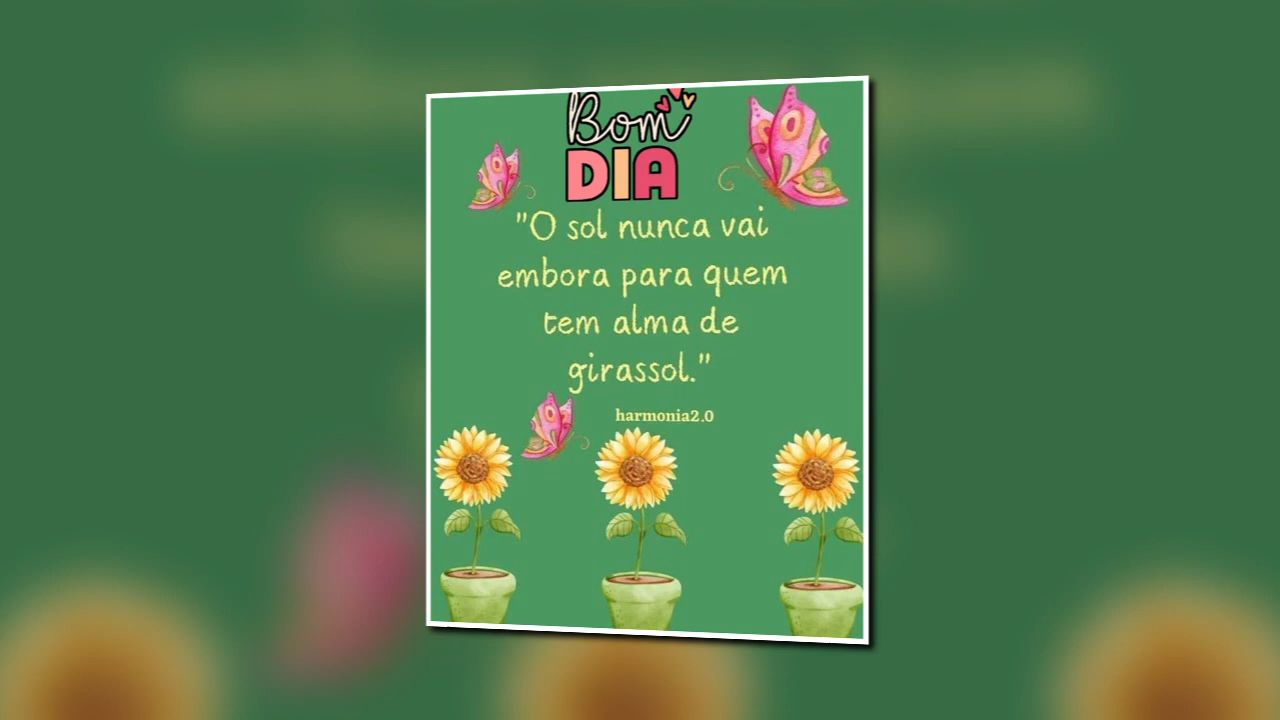 Bom
DIA
"O sol nunca vai
embora para quem
tem alma de
girassol."
harmonia2.0